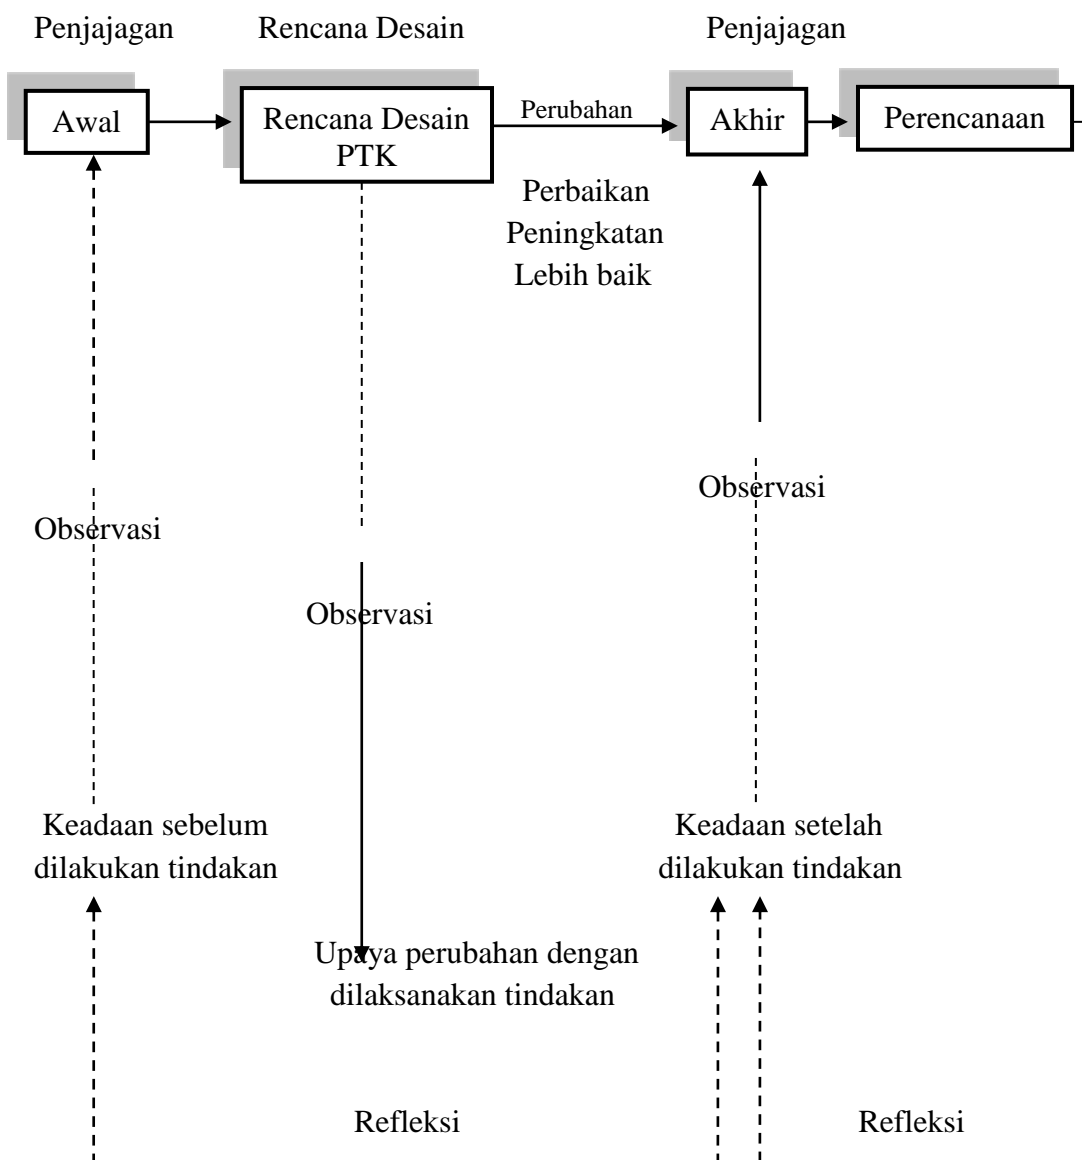 Penjajagan
Rencana Desain
Penjajagan
Awal
Rencana Desain
PTK
Perubahan
Akhir
Perencanaan
Perbaikan
Peningkatan
Lebih baik
Observasi
Observasi
Observasi
Keadaan sebelum
dilakukan tindakan
Keadaan setelah
dilakukan tindakan
Upaya perubahan dengan
dilaksanakan tindakan
Refleksi
Refleksi